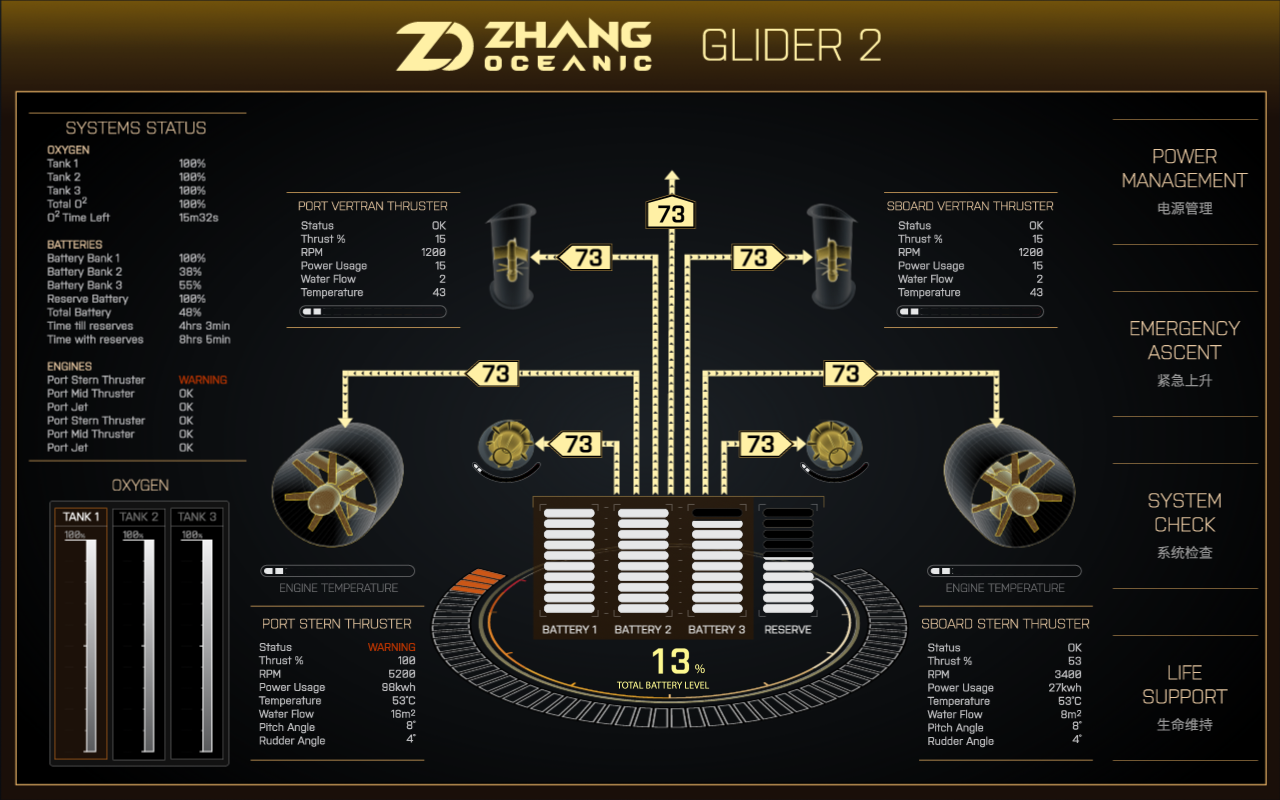 ZHANG
OCEANIC
GLIDER 2
SYSTEMS STATUS
OXYGEN
Tank 1 100%
Tank 2 100%
Tank 3 100%
Total O² 100%
O² Time Left 15m32s
BATTERIES
Battery Bank 1 100%
Battery Bank 2 38%
Battery Bank 3 55%
Reserve Battery 100%
Total Battery 48%
Time till reserves 4hrs 3min
Time with reserves 8hrs 5min
ENGINES
Port Stern Thruster WARNING
Port Mid Thruster OK
Port Jet OK
Port Stern Thruster OK
Port Mid Thruster OK
Port Jet OK
OXYGEN
TANK 1 TANK 2 TANK 3
100% 100% 100%
PORT VERTRAN THRUSTER
Status OK
Thrust % 15
RPM 1200
Power Usage 15
Water Flow 2
Temperature 43
73
73
73
SBOARD VERTRAN THRUSTER
Status OK
Thrust % 15
RPM 1200
Power Usage 15
Water Flow 2
Temperature 43
73
73
73
73
ENGINE TEMPERATURE
PORT STERN THRUSTER
Status WARNING
Thrust % 100
RPM 5200
Power Usage 98kwh
Temperature 53°C
Water Flow 16m²
Pitch Angle 8°
Rudder Angle 4°
BATTERY 1 BATTERY 2 BATTERY 3 RESERVE
13 %
TOTAL BATTERY LEVEL
ENGINE TEMPERATURE
SBOARD STERN THRUSTER
Status OK
Thrust % 53
RPM 3400
Power Usage 27kwh
Temperature 53°C
Water Flow 8m²
Pitch Angle 8°
Rudder Angle 4°
POWER
MANAGEMENT
电源管理
EMERGENCY
ASCENT
紧急上升
SYSTEM
CHECK
系统检查
LIFE
SUPPORT
生命维持